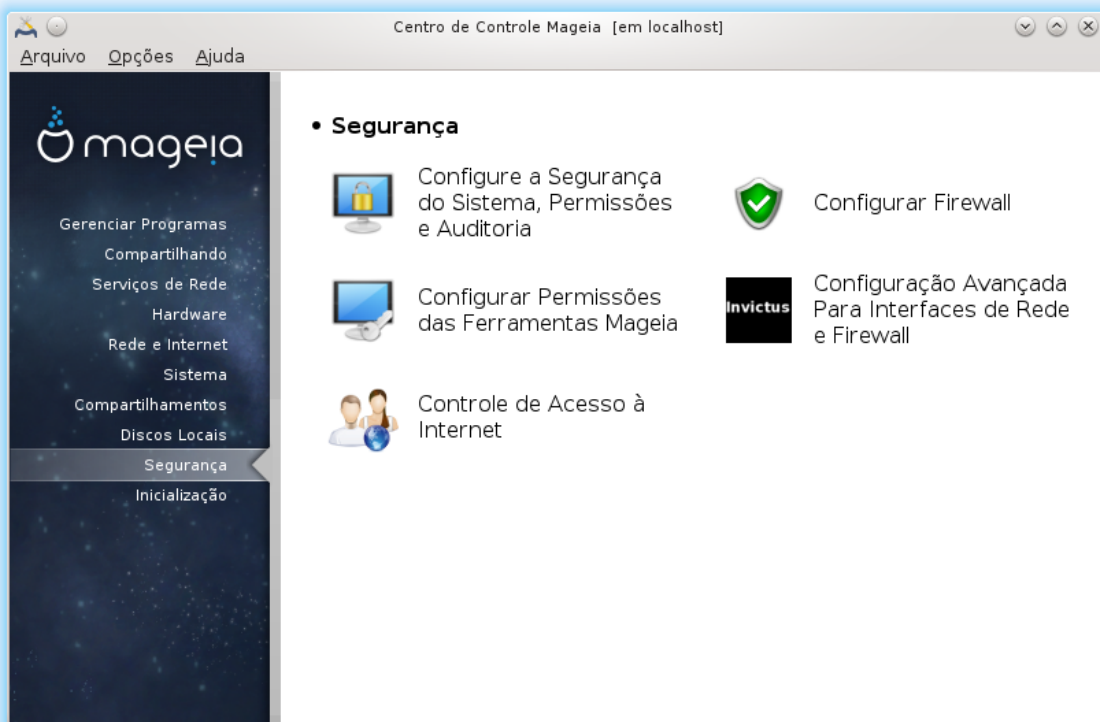 Centro de Controle Mageia [em localhost]
Arquivo Opções Ajuda
mageia
Gerenciar Programas
Compartilhando
Serviços de Rede
Hardware
Rede e Internet
Sistema
Compartilhamentos
Discos Locais
Segurança
Inicialização
• Segurança
Configure a Segurança
do Sistema, Permissões
e Auditoria
Configurar Firewall
Configurar Permissões
das Ferramentas Mageia
Invictus
Configuração Avançada
Para Interfaces de Rede
e Firewall
Controle de Acesso à
Internet